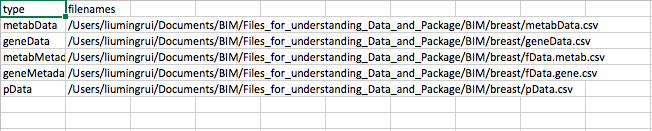 type filenames
metabData /Users/liumingrui/Documents/BIM/Files_for_understanding_Data_and_Package/BIM/breast/metabData.csv
geneData /Users/liumingrui/Documents/BIM/Files_for_understanding_Data_and_Package/BIM/breast/geneData.csv
metabMetad /Users/liumingrui/Documents/BIM/Files_for_understanding_Data_and_Package/BIM/breast/fData.metab.csv
geneMetada /Users/liumingrui/Documents/BIM/Files_for_understanding_Data_and_Package/BIM/breast/fData.gene.csv
pData /Users/liumingrui/Documents/BIM/Files_for_understanding_Data_and_Package/BIM/breast/pData.csv